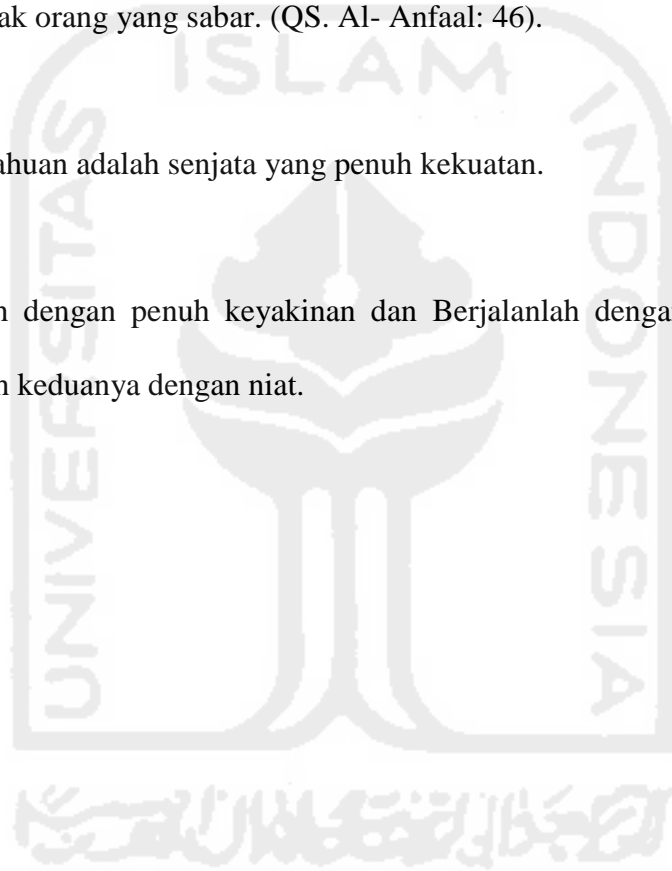 ak orang yang sabar. (QS. Al- Anfaal: 46).
ahuan adalah senjata yang penuh kekuatan.
n dengan penuh keyakinan dan Berjalanlah denga
n keduanya dengan niat.
ISLAM
UNIVERSITAS
INDONESIA